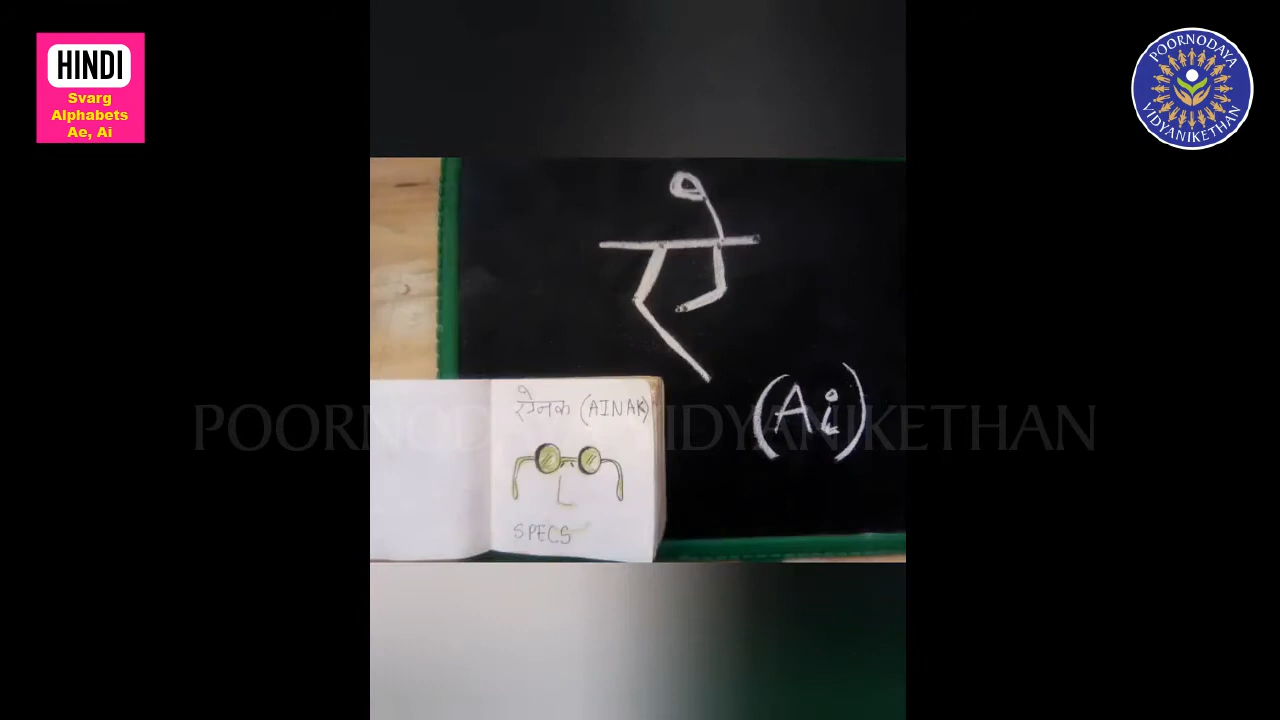 HINDI
Svarg
Alphabets
Ae, Ai
POORNODAYA
VIDYANIKETHAN
ऐ
(Ai)
ऐनक (AINAK)
SPECS
POORNODAYA VIDYANIKETHAN